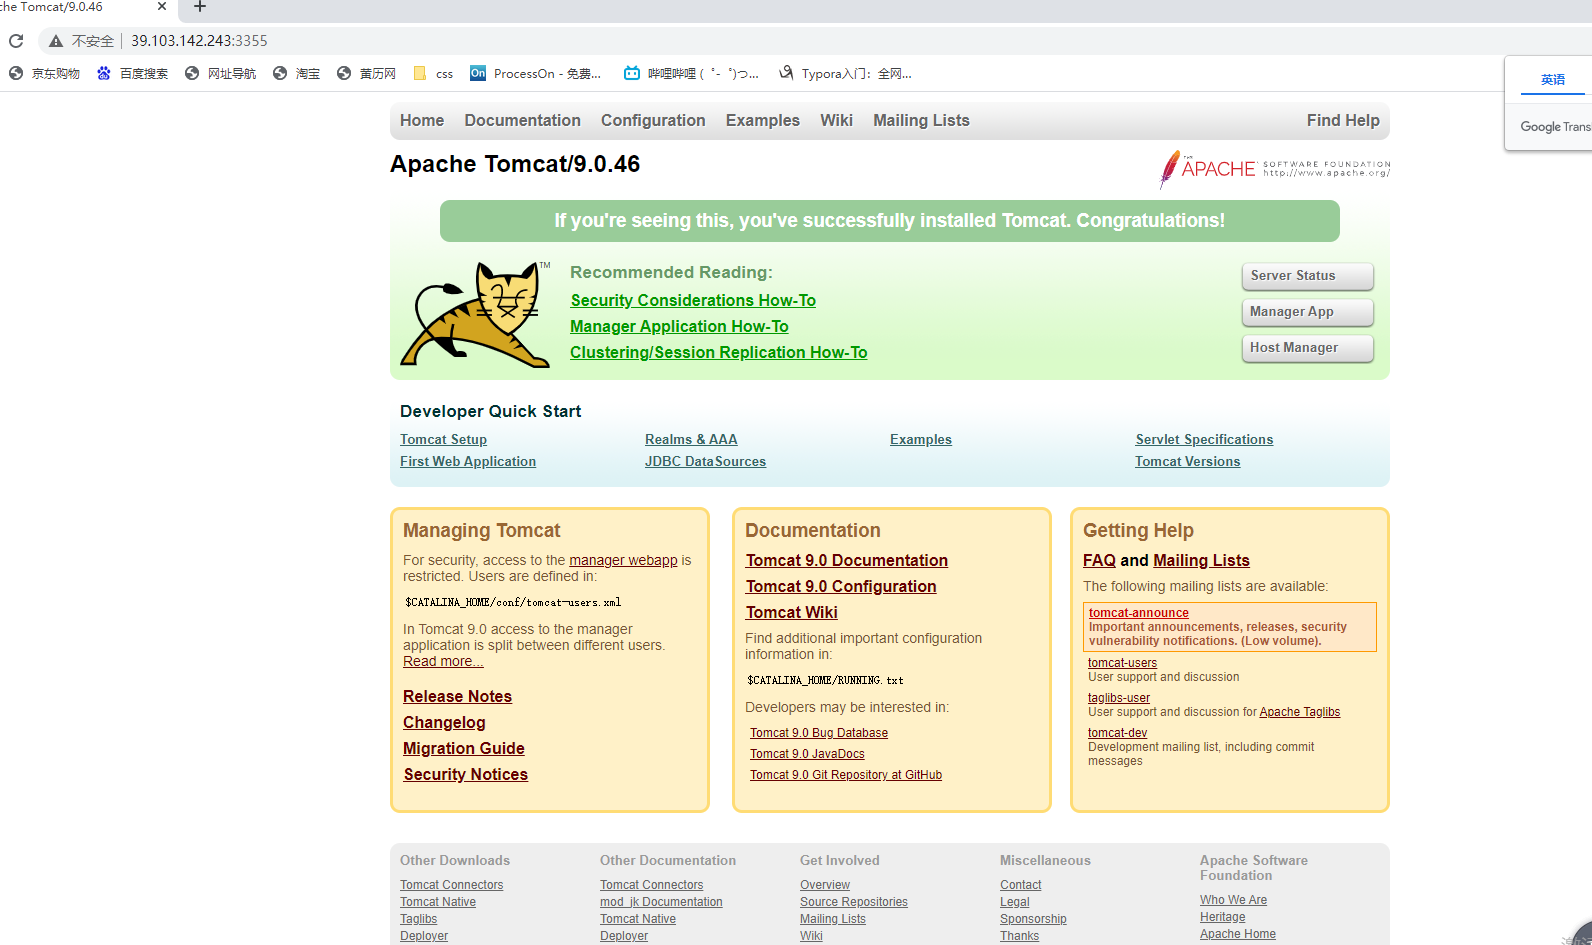 che Tomcat/9.0.46
不安全 39.103.142.243:3355
京东购物 百度搜索 网址导航 淘宝 黄历网 css On ProcessOn - 免费... 哔哩哔哩 ( ゜- ゜)つ... Typora入门：全网...
英语
Google Trans
Home Documentation Configuration Examples Wiki Mailing Lists Find Help
Apache Tomcat/9.0.46
THE APACHE SOFTWARE FOUNDATION
http://www.apache.org/
If you're seeing this, you've successfully installed Tomcat. Congratulations!
TM
Recommended Reading:
Security Considerations How-To
Manager Application How-To
Clustering/Session Replication How-To
Server Status
Manager App
Host Manager
Developer Quick Start
Tomcat Setup
First Web Application
Realms & AAA
JDBC DataSources
Examples
Servlet Specifications
Tomcat Versions
Managing Tomcat
For security, access to the manager webapp is
restricted. Users are defined in:
$CATALINA_HOME/conf/tomcat-users.xml
In Tomcat 9.0 access to the manager
application is split between different users.
Read more...
Release Notes
Changelog
Migration Guide
Security Notices
Documentation
Tomcat 9.0 Documentation
Tomcat 9.0 Configuration
Tomcat Wiki
Find additional important configuration
information in:
$CATALINA_HOME/RUNNING.txt
Developers may be interested in:
Tomcat 9.0 Bug Database
Tomcat 9.0 JavaDocs
Tomcat 9.0 Git Repository at GitHub
Getting Help
FAQ and Mailing Lists
The following mailing lists are available:
tomcat-announce
Important announcements, releases, security
vulnerability notifications. (Low volume).
tomcat-users
User support and discussion
taglibs-user
User support and discussion for Apache Taglibs
tomcat-dev
Development mailing list, including commit
messages
Other Downloads
Tomcat Connectors
Tomcat Native
Taglibs
Deployer
Other Documentation
Tomcat Connectors
mod_jk Documentation
Tomcat Native
Deployer
Get Involved
Overview
Source Repositories
Mailing Lists
Wiki
Miscellaneous
Contact
Legal
Sponsorship
Thanks
Apache Software
Foundation
Who We Are
Heritage
Apache Home